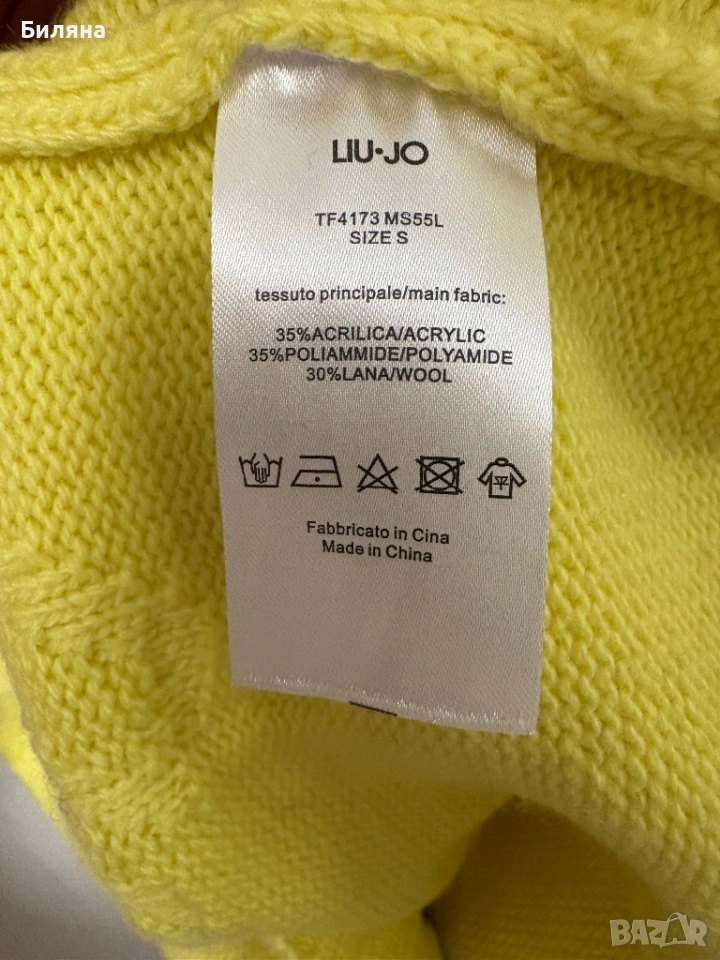 Биляна
LIU·JO
TF4173 MS55L
SIZE S
tessuto principale/main fabric:
35%ACRILICA/ACRYLIC
35%POLIAMMIDE/POLYAMIDE
30%LANA/WOOL
Fabbricato in Cina
Made in China
BAZAR